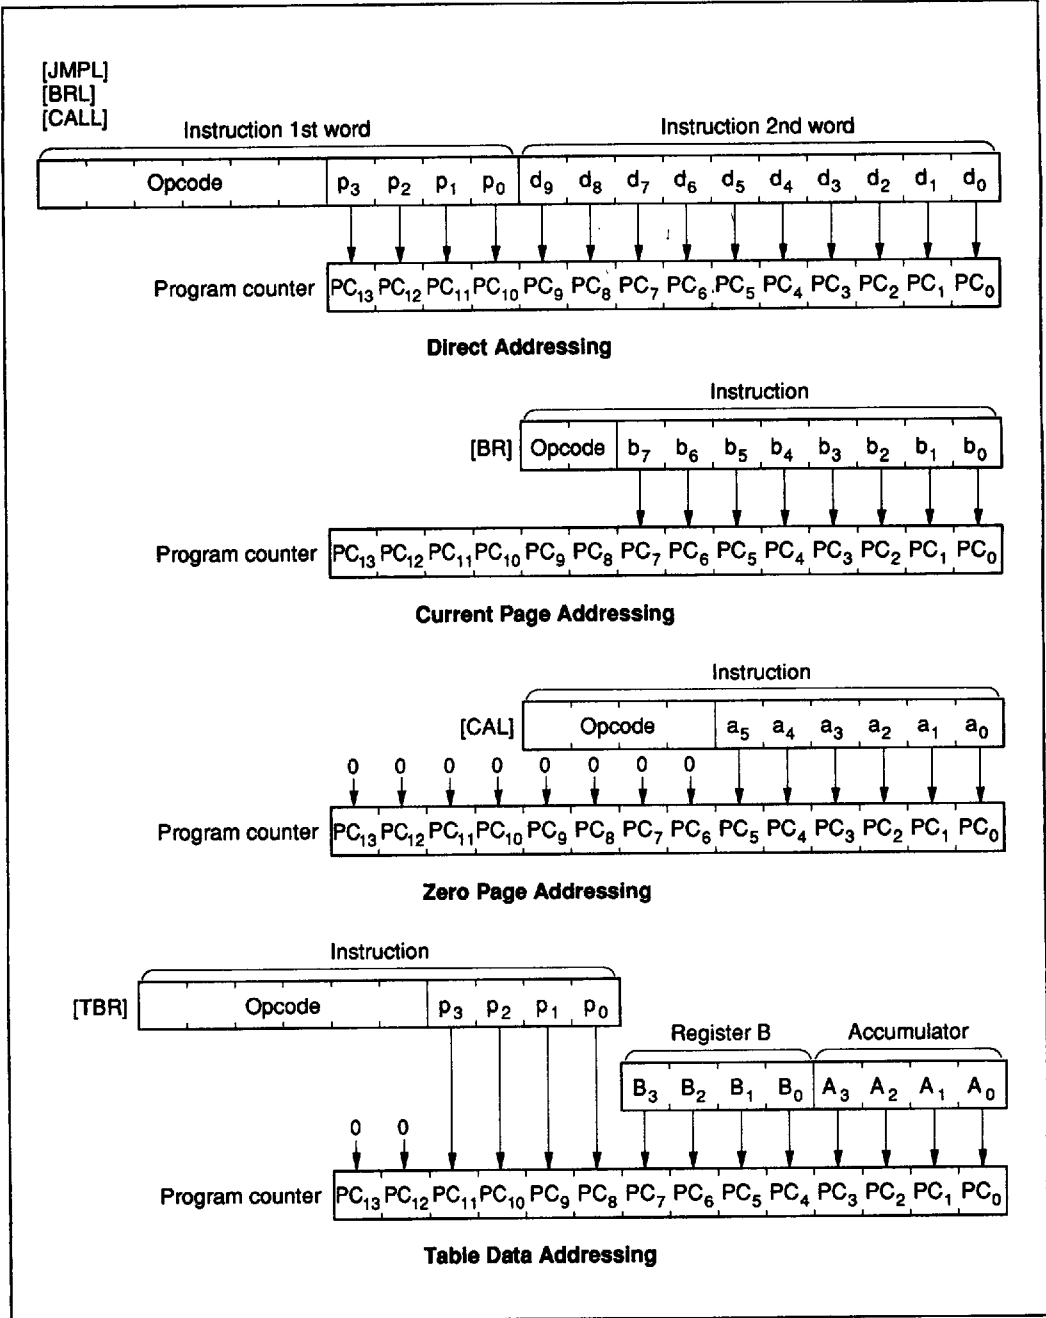 [JMPL]
[BRL]
[CALL]
Instruction 1st word Instruction 2nd word
Opcode p3 p2 p1 p0 d9 d8 d7 d6 d5 d4 d3 d2 d1 d0
Program counter PC13 PC12 PC11 PC10 PC9 PC8 PC7 PC6 PC5 PC4 PC3 PC2 PC1 PC0
Direct Addressing
Instruction
[BR] Opcode b7 b6 b5 b4 b3 b2 b1 b0
Program counter PC13 PC12 PC11 PC10 PC9 PC8 PC7 PC6 PC5 PC4 PC3 PC2 PC1 PC0
Current Page Addressing
Instruction
[CAL] Opcode a5 a4 a3 a2 a1 a0
0 0 0 0 0 0 0 0
Program counter PC13 PC12 PC11 PC10 PC9 PC8 PC7 PC6 PC5 PC4 PC3 PC2 PC1 PC0
Zero Page Addressing
Instruction
[TBR] Opcode p3 p2 p1 p0
Register B Accumulator
B3 B2 B1 B0 A3 A2 A1 A0
0 0
Program counter PC13 PC12 PC11 PC10 PC9 PC8 PC7 PC6 PC5 PC4 PC3 PC2 PC1 PC0
Table Data Addressing